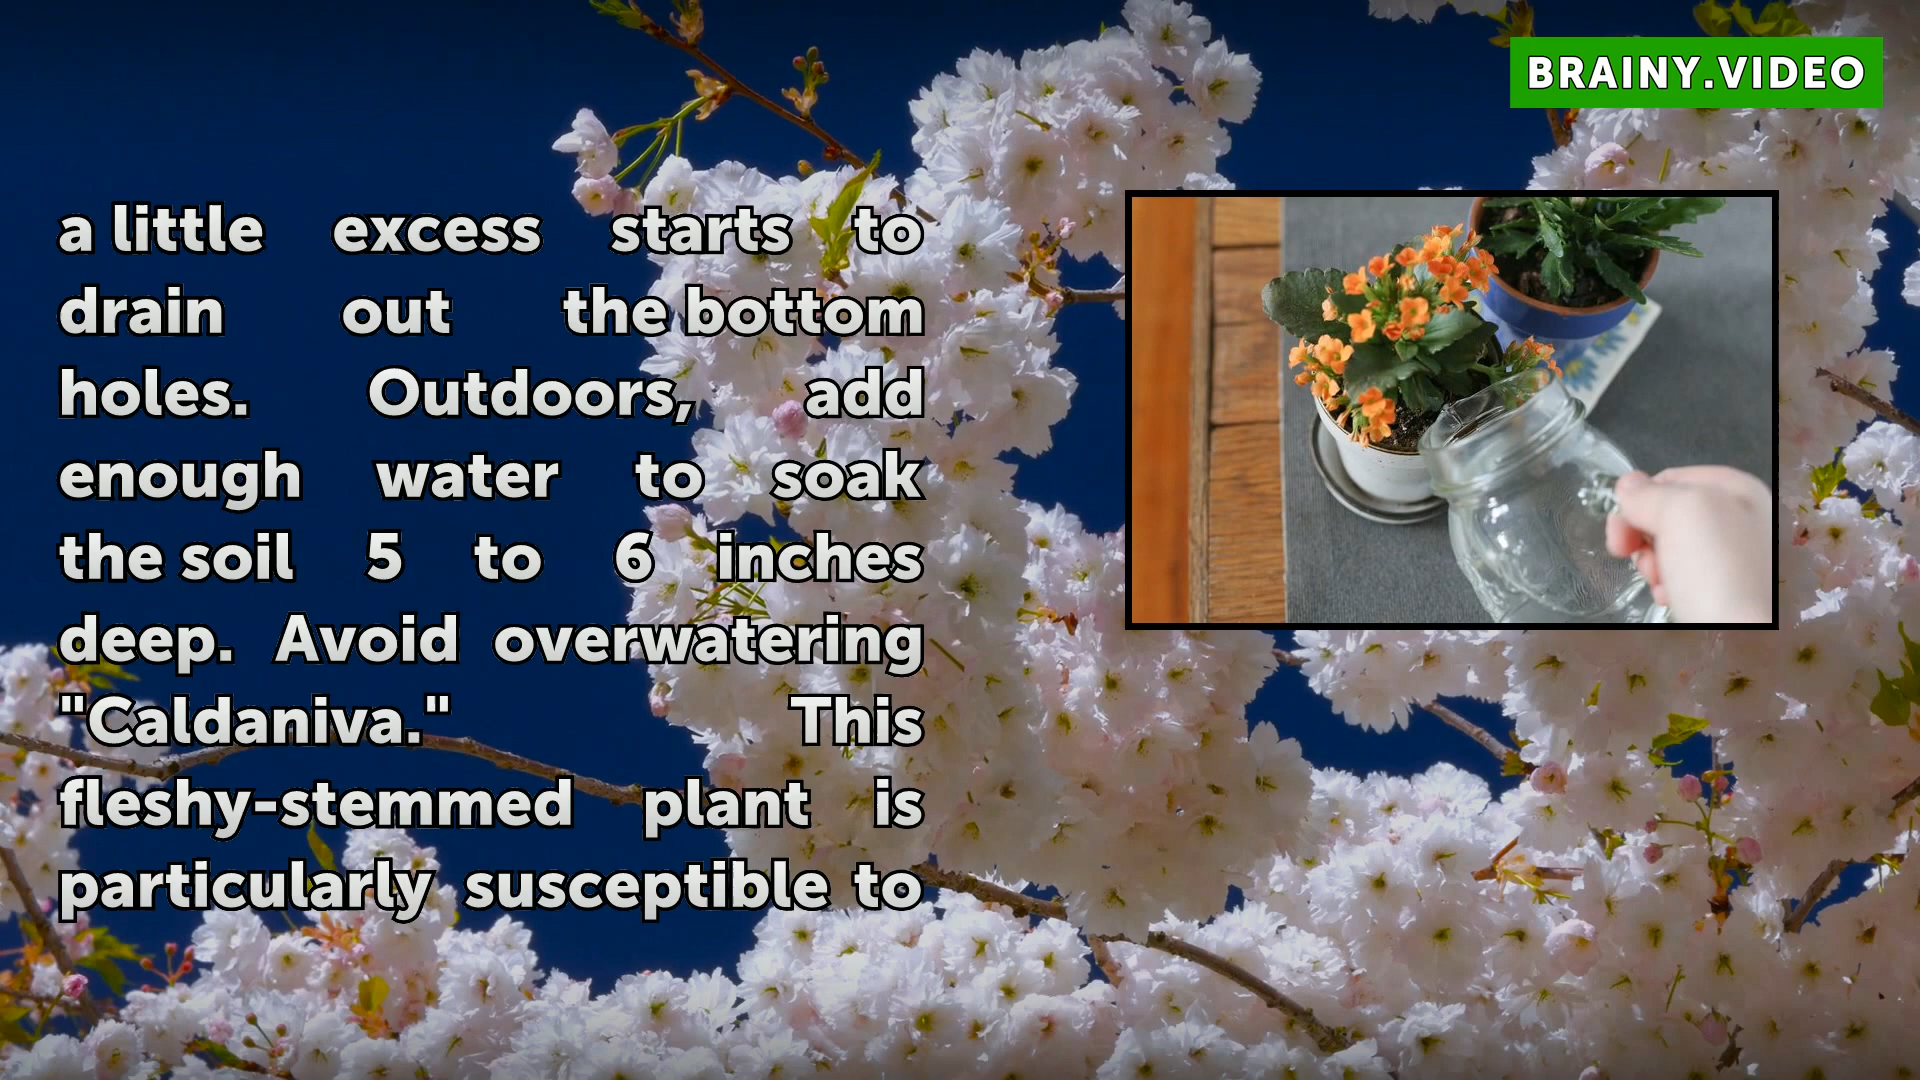 BRAINY.VIDEO
a little excess starts to
drain out the bottom
holes. Outdoors, add
enough water to soak
the soil 5 to 6 inches
deep. Avoid overwatering
"Caldaniva." This
fleshy-stemmed plant is
particularly susceptible to